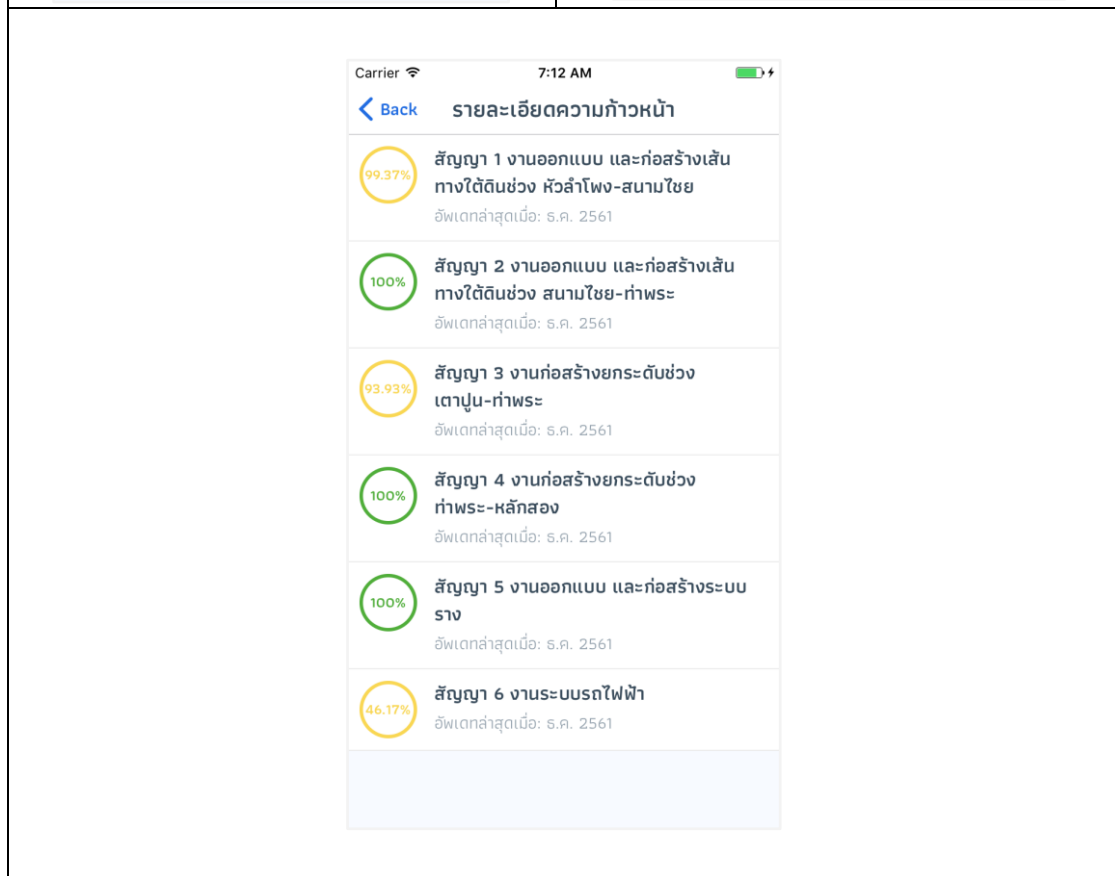 Carrier 7:12 AM
Back รายละเอียดความก้าวหน้า
99.37%
สัญญา 1 งานออกแบบ และก่อสร้างเส้น
ทางใต้ดินช่วง หัวลำโพง-สนามไชย
อัพเดทล่าสุดเมื่อ: ธ.ค. 2561
100%
สัญญา 2 งานออกแบบ และก่อสร้างเส้น
ทางใต้ดินช่วง สนามไชย-ท่าพระ
อัพเดทล่าสุดเมื่อ: ธ.ค. 2561
93.93%
สัญญา 3 งานก่อสร้างยกระดับช่วง
เตาปูน-ท่าพระ
อัพเดทล่าสุดเมื่อ: ธ.ค. 2561
100%
สัญญา 4 งานก่อสร้างยกระดับช่วง
ท่าพระ-หลักสอง
อัพเดทล่าสุดเมื่อ: ธ.ค. 2561
100%
สัญญา 5 งานออกแบบ และก่อสร้างระบบ
ราง
อัพเดทล่าสุดเมื่อ: ธ.ค. 2561
46.17%
สัญญา 6 งานระบบรถไฟฟ้า
อัพเดทล่าสุดเมื่อ: ธ.ค. 2561